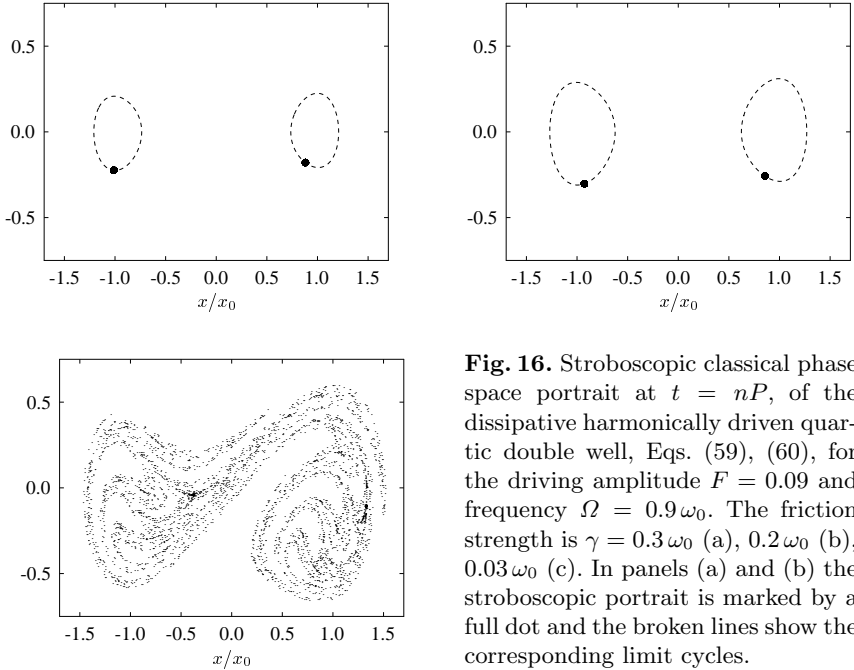 0.5
0.0
-0.5
-1.5 -1.0 -0.5 0.0 0.5 1.0 1.5
x/x₀
0.5
0.0
-0.5
-1.5 -1.0 -0.5 0.0 0.5 1.0 1.5
x/x₀
0.5
0.0
-0.5
-1.5 -1.0 -0.5 0.0 0.5 1.0 1.5
x/x₀
Fig. 16. Stroboscopic classical phase
space portrait at t = nP, of the
dissipative harmonically driven quar-
tic double well, Eqs. (59), (60), for
the driving amplitude F = 0.09 and
frequency Ω = 0.9 ω₀. The friction
strength is γ = 0.3 ω₀ (a), 0.2 ω₀ (b),
0.03 ω₀ (c). In panels (a) and (b) the
stroboscopic portrait is marked by a
full dot and the broken lines show the
corresponding limit cycles.